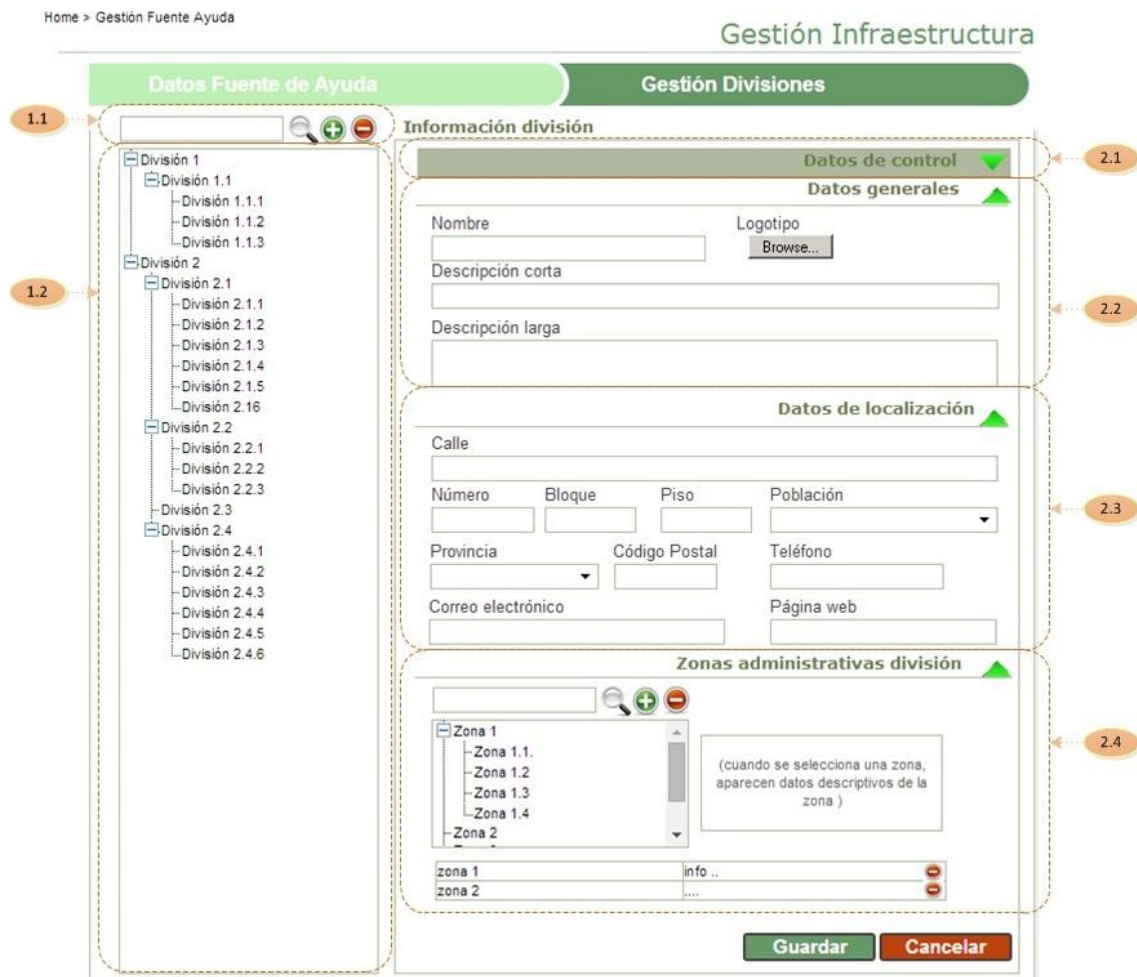 Home > Gestión Fuente Ayuda
Gestión Infraestructura
Datos Fuente de Ayuda
Gestión Divisiones
1.1
1.2
División 1
División 1.1
División 1.1.1
División 1.1.2
División 1.1.3
División 2
División 2.1
División 2.1.1
División 2.1.2
División 2.1.3
División 2.1.4
División 2.1.5
División 2.16
División 2.2
División 2.2.1
División 2.2.2
División 2.2.3
División 2.3
División 2.4
División 2.4.1
División 2.4.2
División 2.4.3
División 2.4.4
División 2.4.5
División 2.4.6
Información división
Datos de control
2.1
Datos generales
Nombre
Logotipo
Browse...
Descripción corta
2.2
Descripción larga
Datos de localización
Calle
Número Bloque Piso Población
2.3
Provincia Código Postal Teléfono
Correo electrónico Página web
Zonas administrativas división
2.4
Zona 1
Zona 1.1.
Zona 1.2
Zona 1.3
Zona 1.4
Zona 2
(cuando se selecciona una zona,
aparecen datos descriptivos de la
zona )
zona 1 info ..
zona 2 ....
Guardar Cancelar